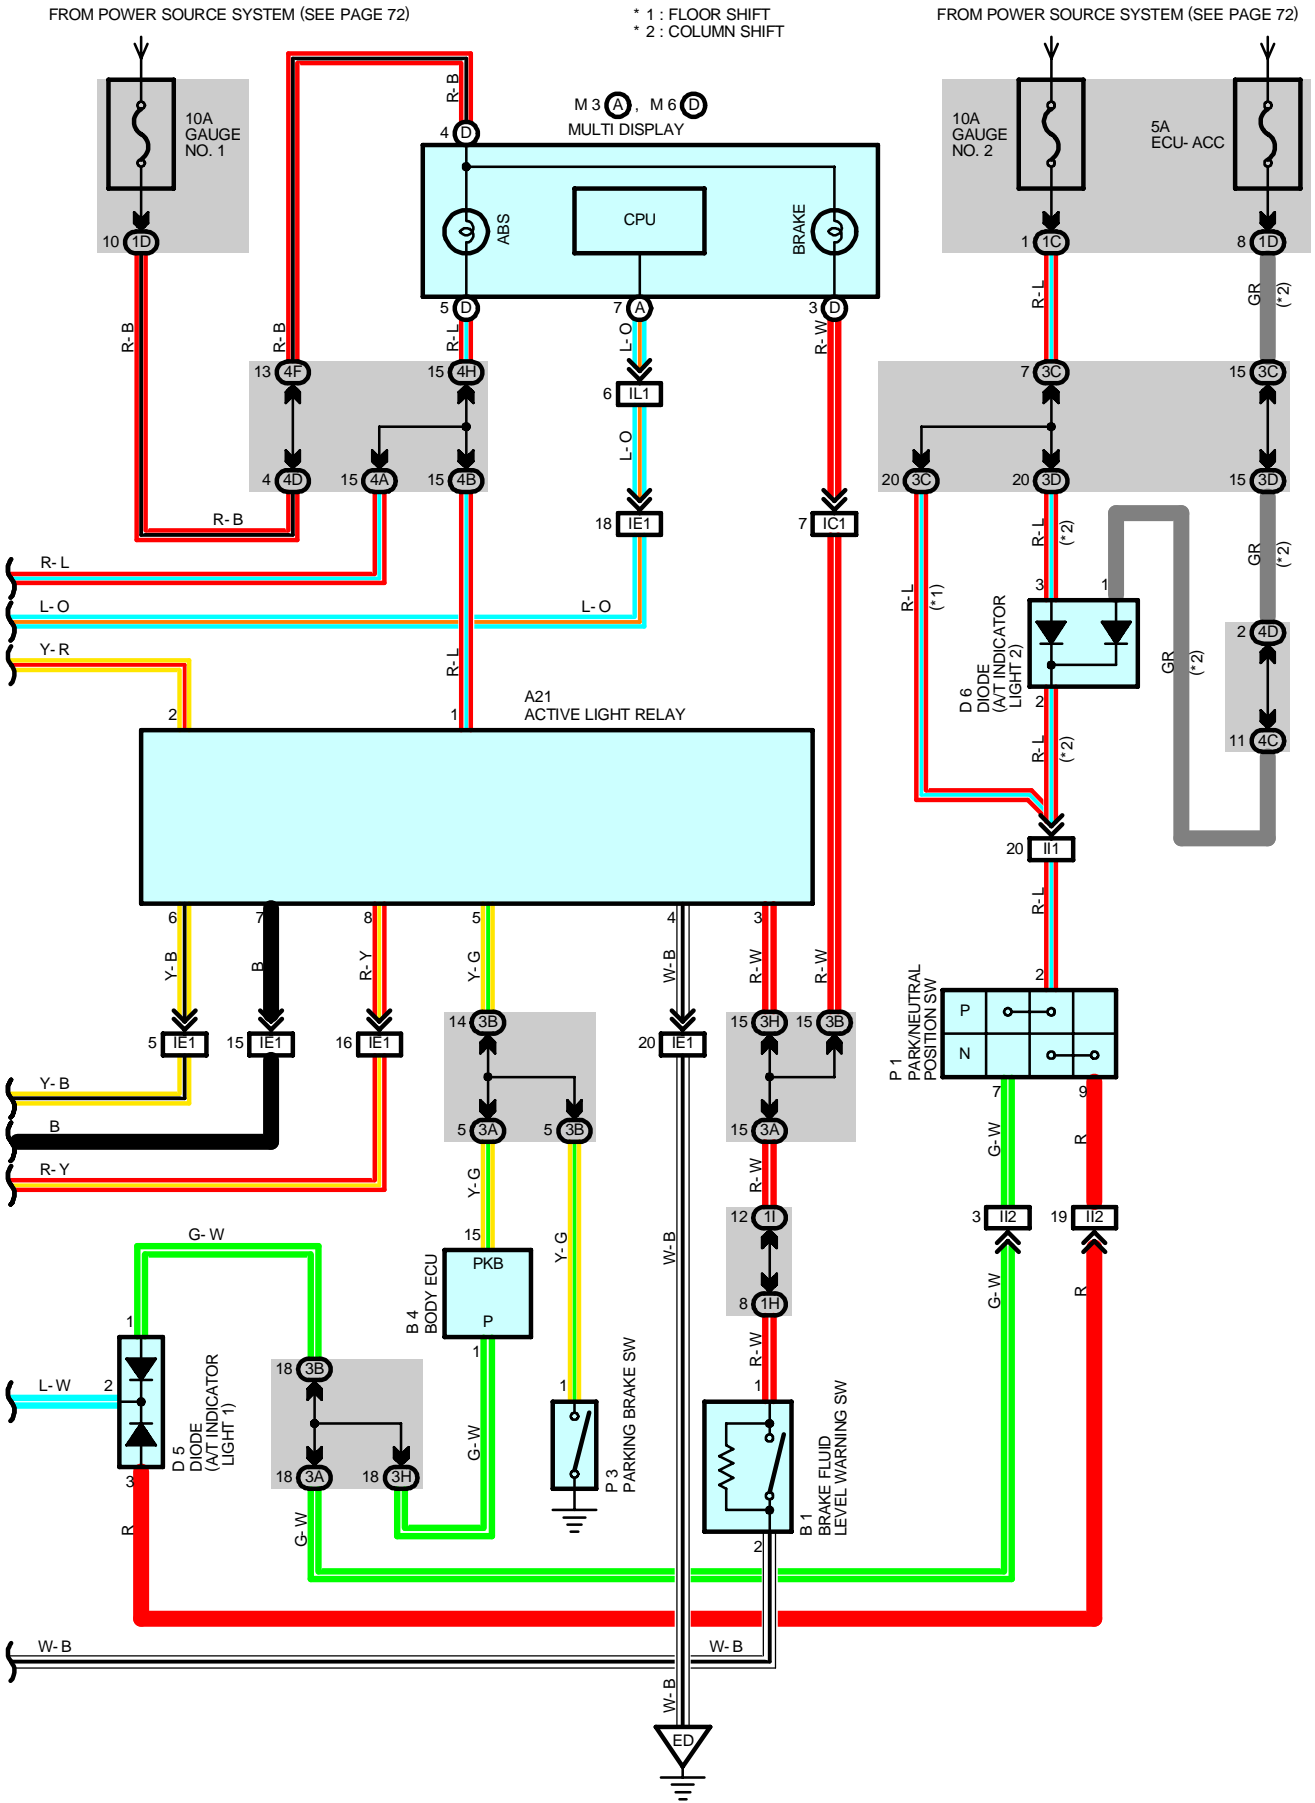 FROM POWER SOURCE SYSTEM (SEE PAGE 72)
* 1 : FLOOR SHIFT
* 2 : COLUMN SHIFT
FROM POWER SOURCE SYSTEM (SEE PAGE 72)
10A
GAUGE
NO. 1
R-B
M 3 A , M 6 D
MULTI DISPLAY
10A
GAUGE
NO. 2
5A
ECU-ACC
4 D
ABS
CPU
BRAKE
10 1D
1 1C
8 1D
5 D
7 A
3 D
R-B
R-B
R-L
L-O
R-W
R-L
GR
(*2)
13 4F
15 4H
6 IL1
7 3C
15 3C
L-O
4 4D
15 4A
15 4B
20 3C
20 3D
15 3D
R-B
18 IE1
7 IC1
R-L
(*2)
GR
(*2)
R-L
L-O
L-O
R-L
(*1)
3
1
Y-R
R-L
D 6
DIODE
(A/T INDICATOR
LIGHT 2)
GR
(*2)
2 4D
2
1
A21
ACTIVE LIGHT RELAY
2
R-L
(*2)
11 4C
20 II1
6
7
8
5
4
3
R-L
Y-B
B
R-Y
Y-G
W-B
R-W
R-W
2
P 1
PARK/NEUTRAL
POSITION SW
P
N
5 IE1
15 IE1
16 IE1
14 3B
20 IE1
15 3H
15 3B
Y-B
7
9
B
5 3A
5 3B
15 3A
G-W
R
R-Y
Y-G
R-W
3 II2
19 II2
12 1I
G-W
15
Y-G
W-B
B 4
BODY ECU
PKB
P
8 1H
G-W
R
1
1
R-W
18 3B
L-W
2
D 5
DIODE
(A/T INDICATOR
LIGHT 1)
1
P 3
PARKING BRAKE SW
1
B 1
BRAKE FLUID
LEVEL WARNING SW
G-W
3
18 3A
18 3H
R
G-W
2
W-B
W-B
W-B
ED